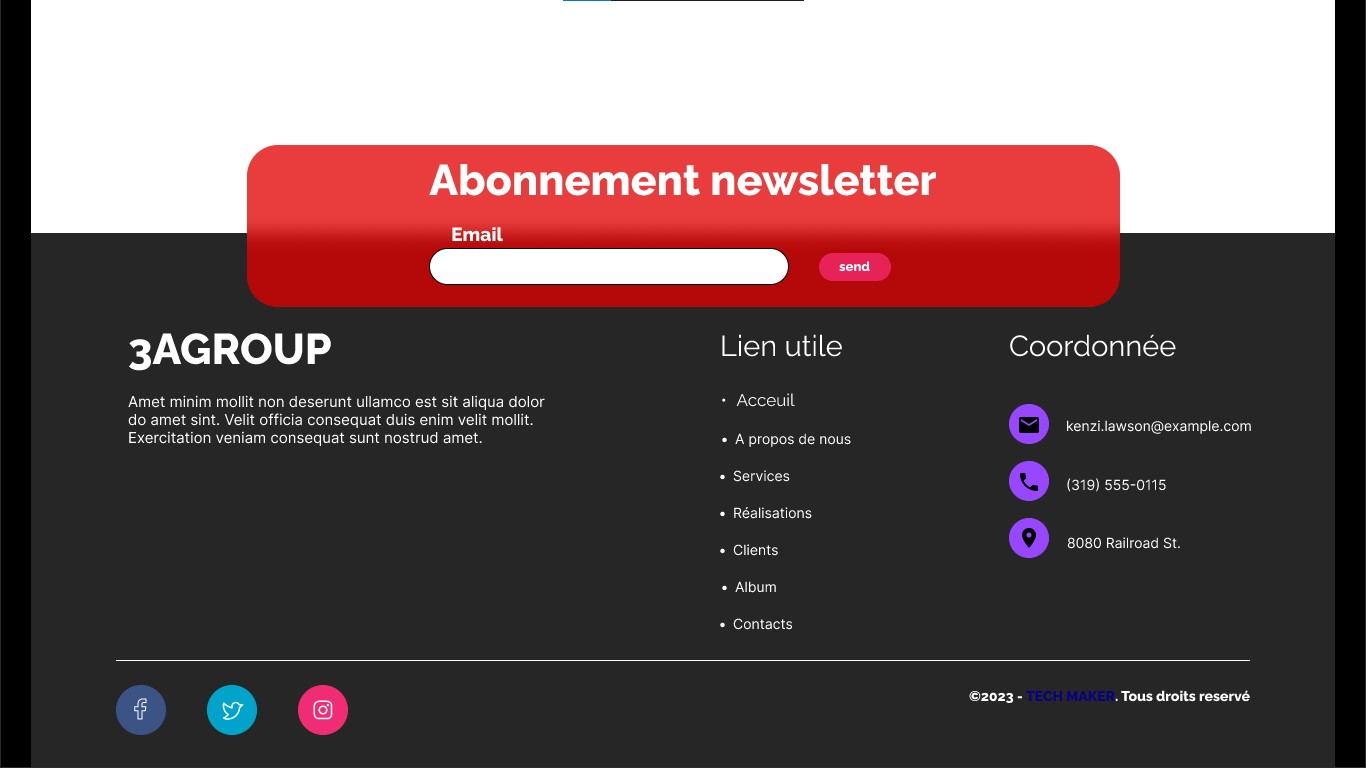 Abonnement newsletter
Email
send
3AGROUP
Amet minim mollit non deserunt ullamco est sit aliqua dolor
do amet sint. Velit officia consequat duis enim velit mollit.
Exercitation veniam consequat sunt nostrud amet.
Lien utile
• Acceuil
• A propos de nous
• Services
• Réalisations
• Clients
• Album
• Contacts
Coordonnée
kenzi.lawson@example.com
(319) 555-0115
8080 Railroad St.
©2023 - TECH MAKER. Tous droits reservé